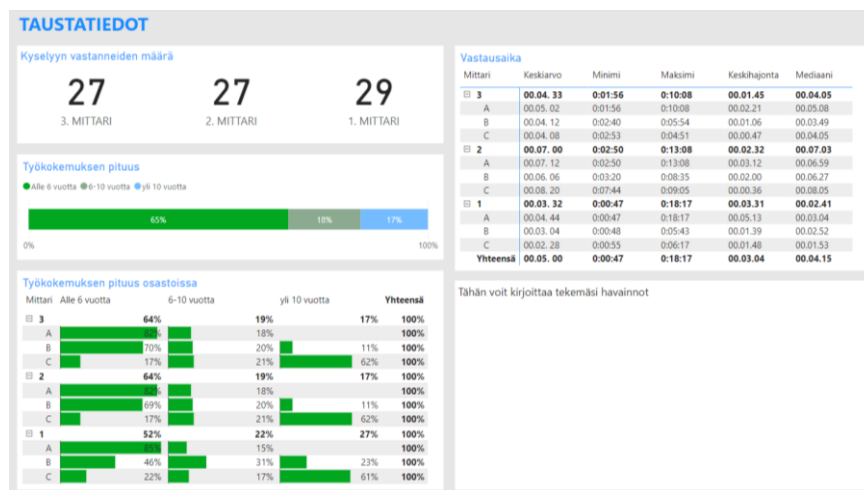 TAUSTATIEDOT
Kyselyyn vastanneiden määrä
27 27 29
3. MITTARI 2. MITTARI 1. MITTARI
Työkokemuksen pituus
Alle 6 vuotta 6-10 vuotta yli 10 vuotta
65% 18% 17%
0% 100%
Työkokemuksen pituus osastoissa
Mittari Alle 6 vuotta 6-10 vuotta yli 10 vuotta Yhteensä
3 64% 19% 17% 100%
A 82% 18% 100%
B 70% 20% 11% 100%
C 17% 21% 62% 100%
2 64% 19% 17% 100%
A 82% 18% 100%
B 69% 20% 11% 100%
C 17% 21% 62% 100%
1 52% 22% 27% 100%
A 85% 15% 100%
B 46% 31% 23% 100%
C 22% 17% 61% 100%
Vastausaika
Mittari Keskiarvo Minimi Maksimi Keskihajonta Mediaani
3 00.04. 33 0:01:56 0:10:08 00.01.45 00.04.05
A 00.05. 02 0:01:56 0:10:08 00.02.21 00.05.08
B 00.04. 12 0:02:40 0:05:54 00.01.06 00.03.49
C 00.04. 08 0:02:53 0:04:51 00.00.47 00.04.05
2 00.07. 00 0:02:50 0:13:08 00.02.32 00.07.03
A 00.07. 12 0:02:50 0:13:08 00.03.12 00.06.59
B 00.06. 06 0:03:20 0:08:35 00.02.00 00.06.27
C 00.08. 20 0:07:44 0:09:05 00.00.36 00.08.05
1 00.03. 32 0:00:47 0:18:17 00.03.31 00.02.41
A 00.04. 44 0:00:47 0:18:17 00.05.13 00.03.04
B 00.03. 04 0:00:48 0:05:43 00.01.39 00.02.52
C 00.02. 28 0:00:55 0:06:17 00.01.48 00.01.53
Yhteensä 00.05. 00 0:00:47 0:18:17 00.03.04 00.04.15
Tähän voit kirjoittaa tekemäsi havainnot